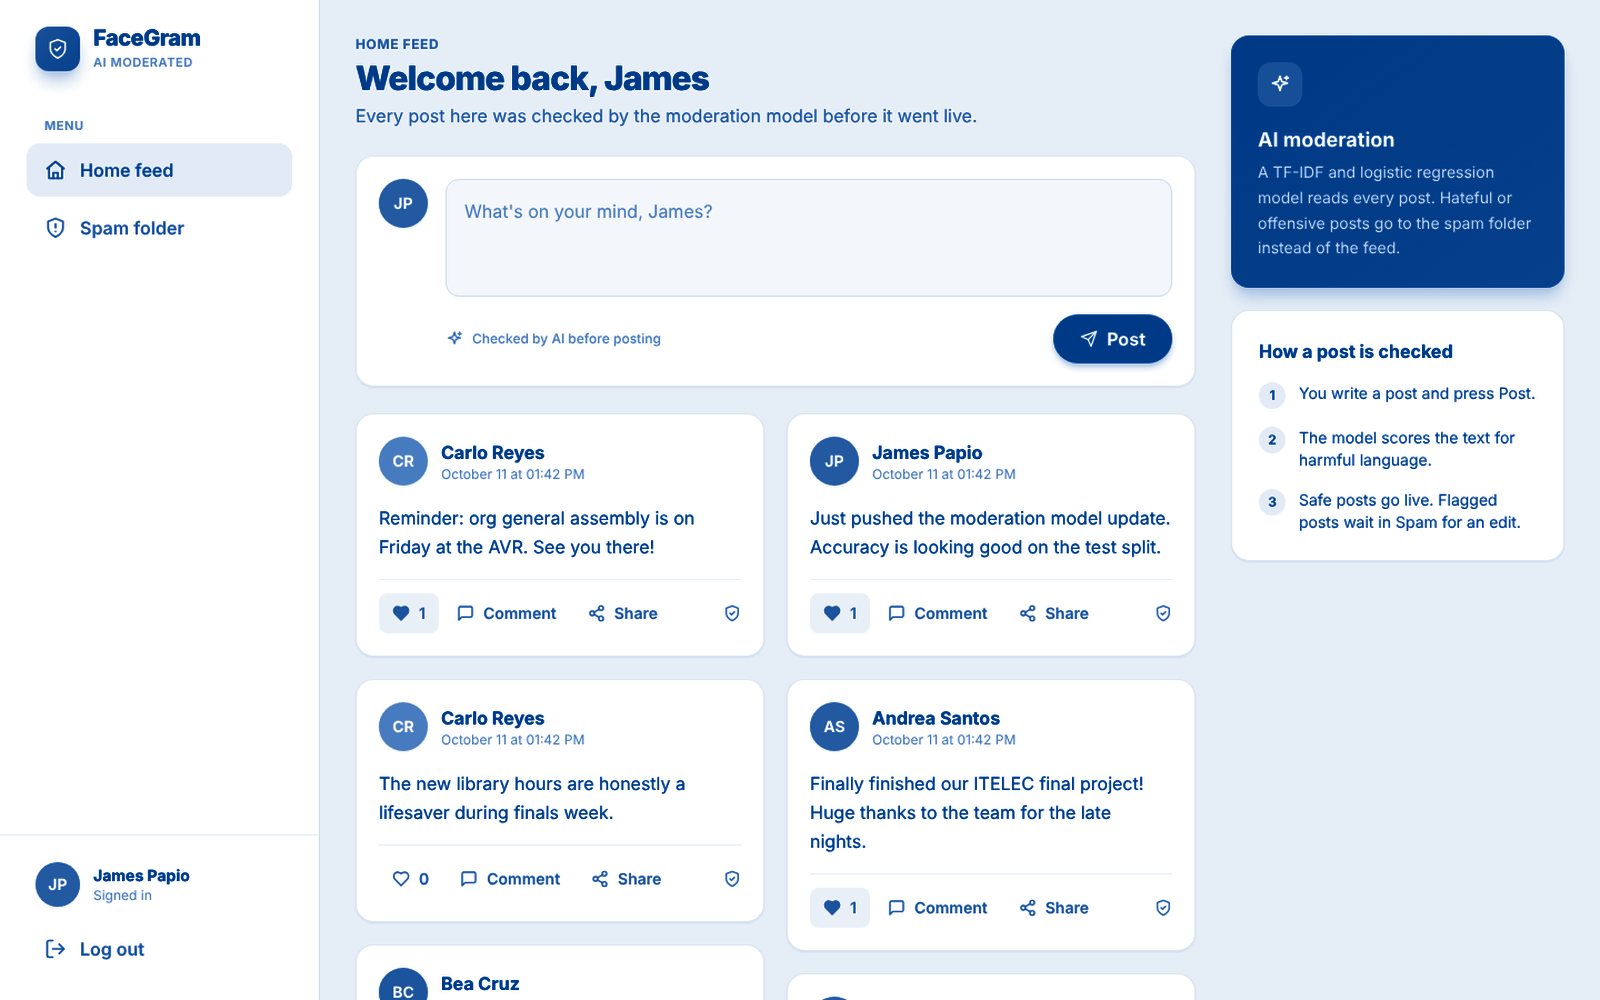 FaceGram
AI MODERATED
MENU
Home feed
Spam folder
JP
James Papio
Signed in
Log out
HOME FEED
Welcome back, James
Every post here was checked by the moderation model before it went live.
JP
What's on your mind, James?
Checked by AI before posting
Post
CR
Carlo Reyes
October 11 at 01:42 PM
Reminder: org general assembly is on
Friday at the AVR. See you there!
1
Comment
Share
JP
James Papio
October 11 at 01:42 PM
Just pushed the moderation model update.
Accuracy is looking good on the test split.
1
Comment
Share
CR
Carlo Reyes
October 11 at 01:42 PM
The new library hours are honestly a
lifesaver during finals week.
0
Comment
Share
AS
Andrea Santos
October 11 at 01:42 PM
Finally finished our ITELEC final project!
Huge thanks to the team for the late
nights.
1
Comment
Share
BC
Bea Cruz
AI moderation
A TF-IDF and logistic regression
model reads every post. Hateful or
offensive posts go to the spam folder
instead of the feed.
How a post is checked
1
You write a post and press Post.
2
The model scores the text for
harmful language.
3
Safe posts go live. Flagged
posts wait in Spam for an edit.